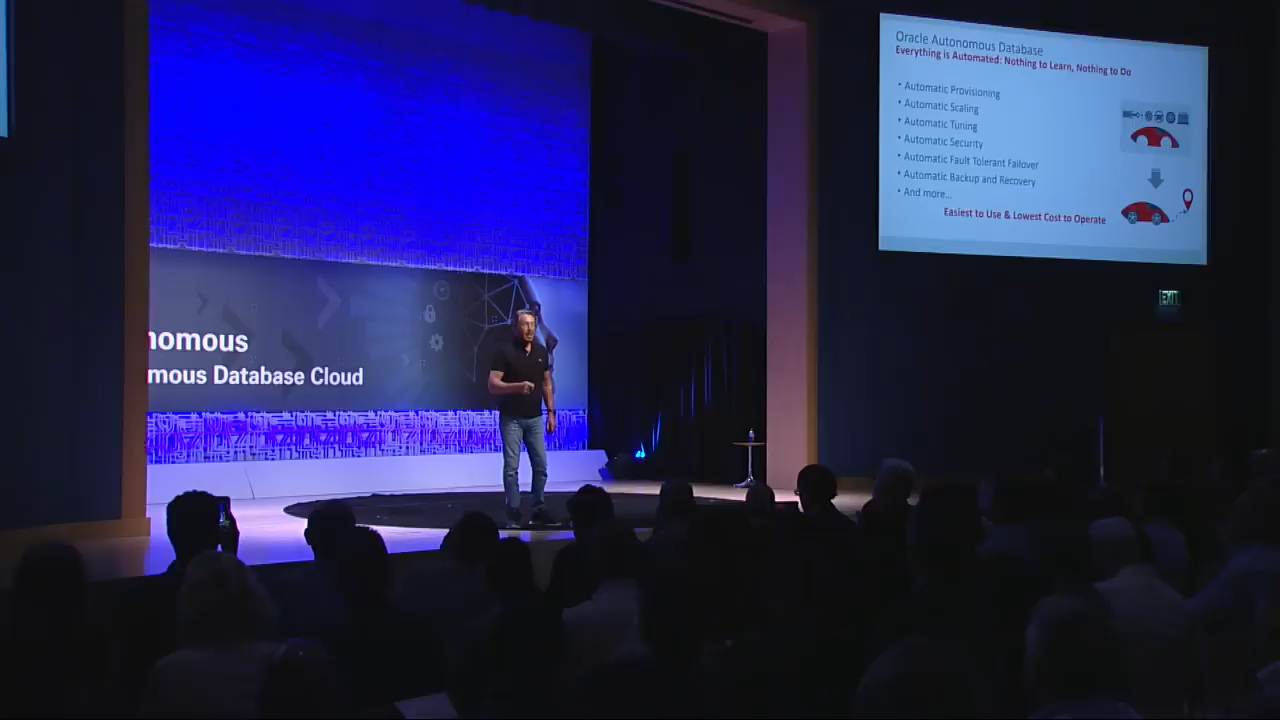 Oracle Autonomous Database
Everything is Automated: Nothing to Learn, Nothing to Do
• Automatic Provisioning
• Automatic Scaling
• Automatic Tuning
• Automatic Security
• Automatic Fault Tolerant Failover
• Automatic Backup and Recovery
• And more...
Easiest to Use & Lowest Cost to Operate
EXIT
nomous
mous Database Cloud